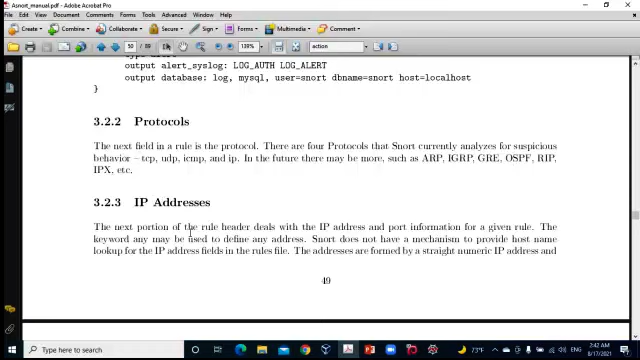 Asnort_manual.pdf - Adobe Acrobat Pro
File Edit View Document Comments Forms Tools Advanced Window Help
Create Combine Collaborate Secure Sign Forms Multimedia Comment
50 / 89 139% action
output alert_syslog: LOG_AUTH LOG_ALERT
output database: log, mysql, user=snort dbname=snort host=localhost
}
3.2.2 Protocols
The next field in a rule is the protocol. There are four Protocols that Snort currently analyzes for suspicious
behavior – tcp, udp, icmp, and ip. In the future there may be more, such as ARP, IGRP, GRE, OSPF, RIP,
IPX, etc.
3.2.3 IP Addresses
The next portion of the rule header deals with the IP address and port information for a given rule. The
keyword any may be used to define any address. Snort does not have a mechanism to provide host name
lookup for the IP address fields in the rules file. The addresses are formed by a straight numeric IP address and
49
Type here to search
73°F
2:42 AM
8/17/2021